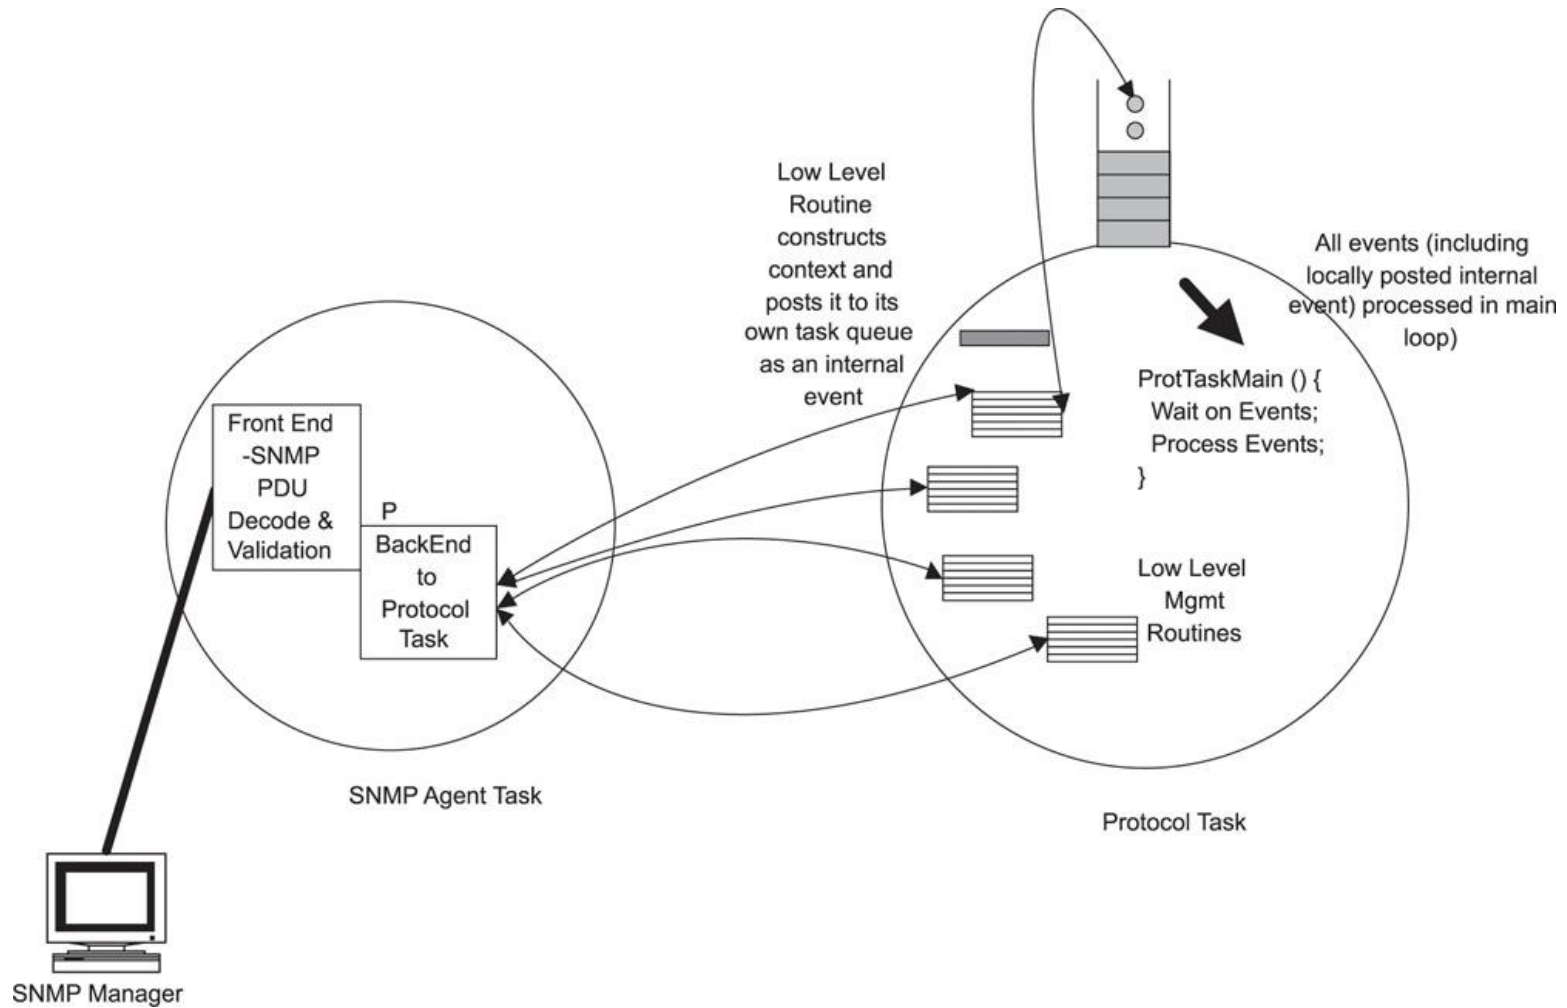 Low Level
Routine
constructs
context and
posts it to its
own task queue
as an internal
event
All events (including
locally posted internal
event) processed in main
loop)
ProtTaskMain () {
Wait on Events;
Process Events;
}
Front End
-SNMP
PDU
Decode &
Validation
P
BackEnd
to
Protocol
Task
Low Level
Mgmt
Routines
SNMP Agent Task
Protocol Task
SNMP Manager